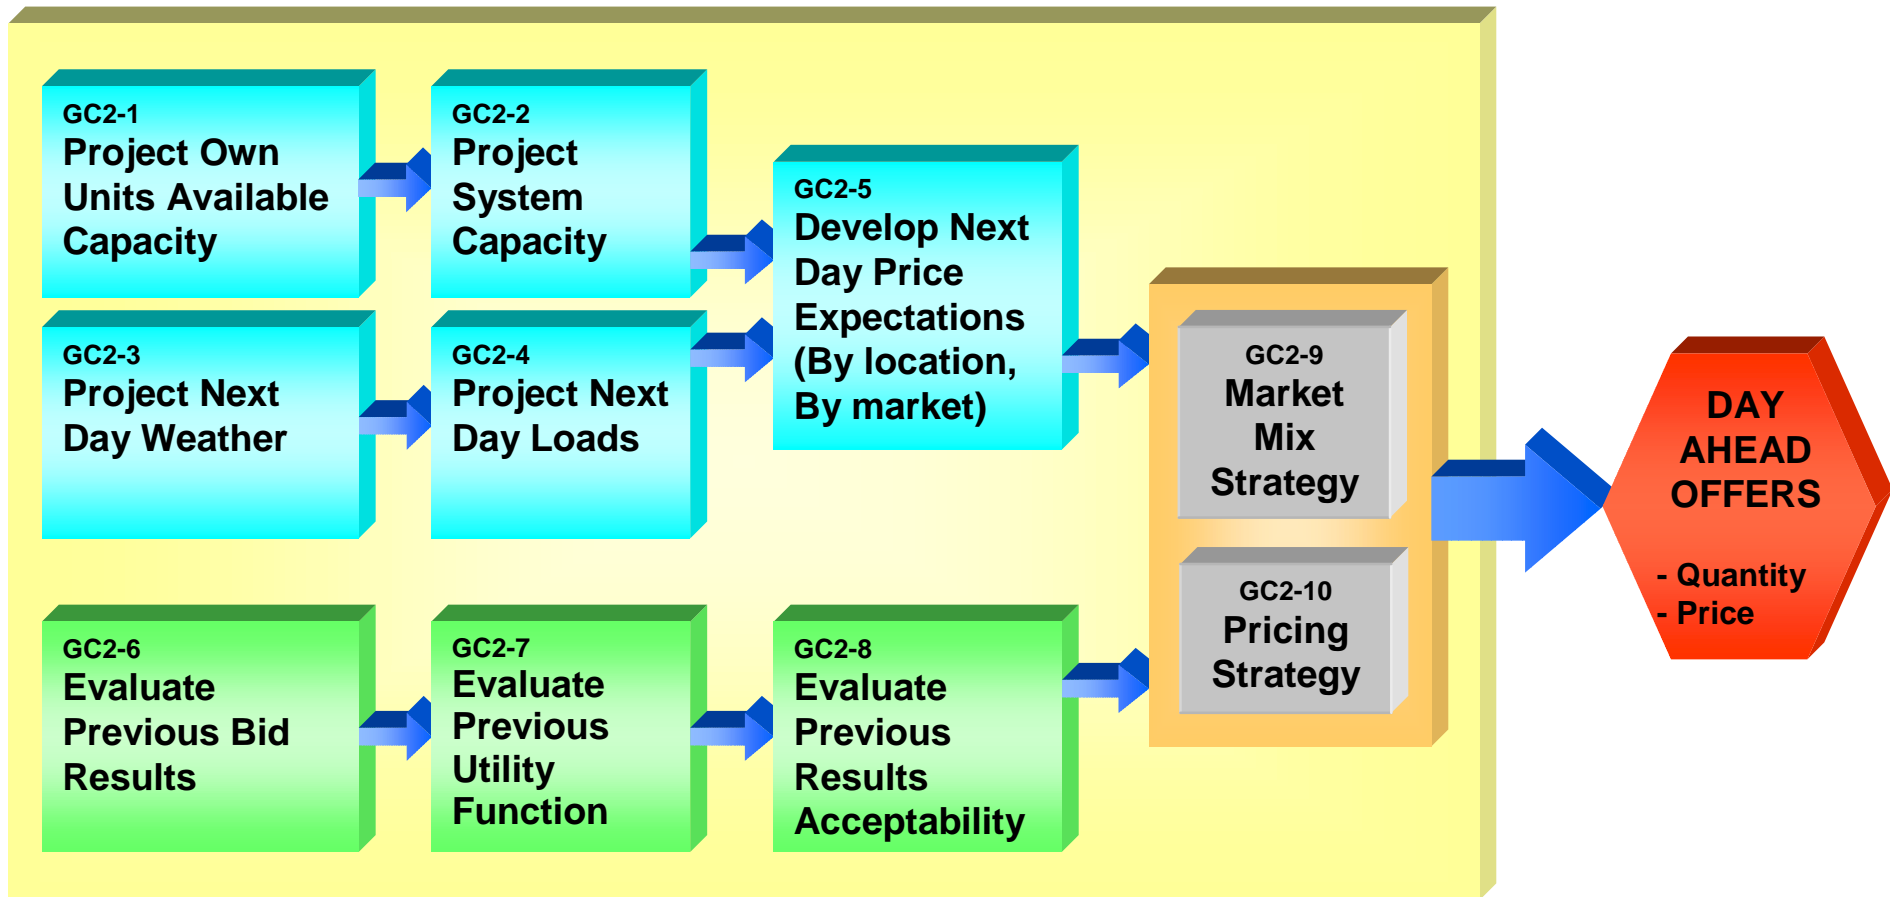 GC2-1
Project Own
Units Available
Capacity
GC2-2
Project
System
Capacity
GC2-3
Project Next
Day Weather
GC2-4
Project Next
Day Loads
GC2-5
Develop Next
Day Price
Expectations
(By location,
By market)
GC2-6
Evaluate
Previous Bid
Results
GC2-7
Evaluate
Previous
Utility
Function
GC2-8
Evaluate
Previous
Results
Acceptability
GC2-9
Market
Mix
Strategy
GC2-10
Pricing
Strategy
DAY
AHEAD
OFFERS
- Quantity
- Price